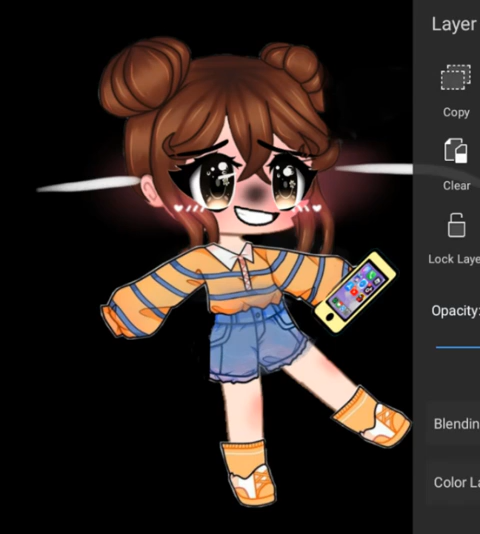 Layer
Copy
Clear
Lock Laye
Opacity:
Blendin
Color La